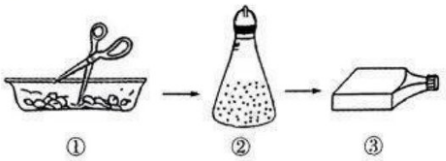 ① ② ③